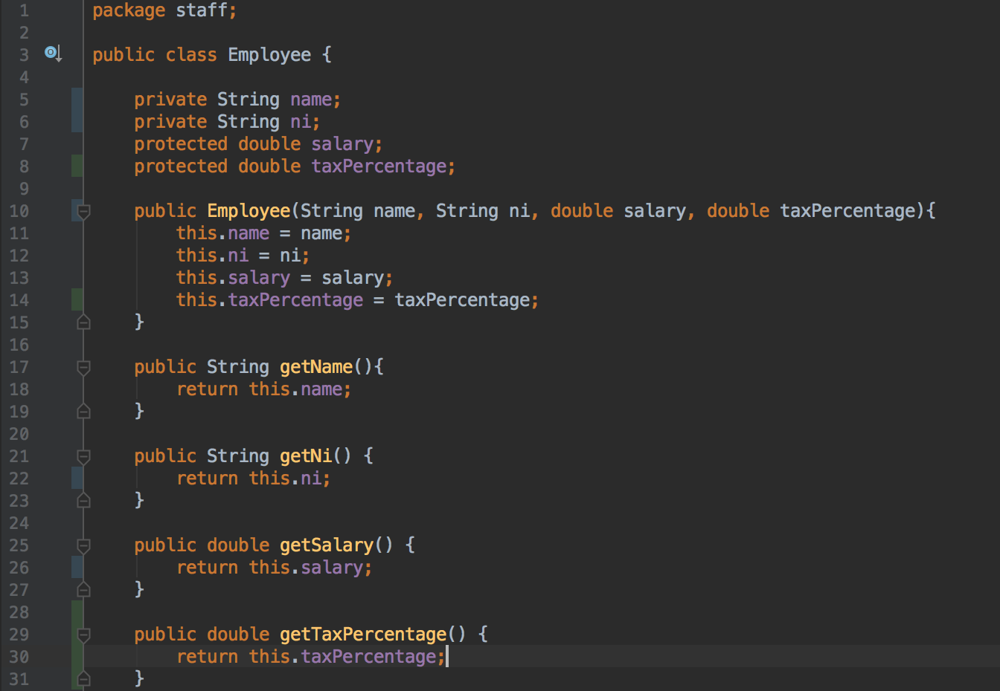 1 package staff;
2
3 public class Employee {
4
5     private String name;
6     private String ni;
7     protected double salary;
8     protected double taxPercentage;
9
10     public Employee(String name, String ni, double salary, double taxPercentage){
11         this.name = name;
12         this.ni = ni;
13         this.salary = salary;
14         this.taxPercentage = taxPercentage;
15     }
16
17     public String getName(){
18         return this.name;
19     }
20
21     public String getNi() {
22         return this.ni;
23     }
24
25     public double getSalary() {
26         return this.salary;
27     }
28
29     public double getTaxPercentage() {
30         return this.taxPercentage;
31     }